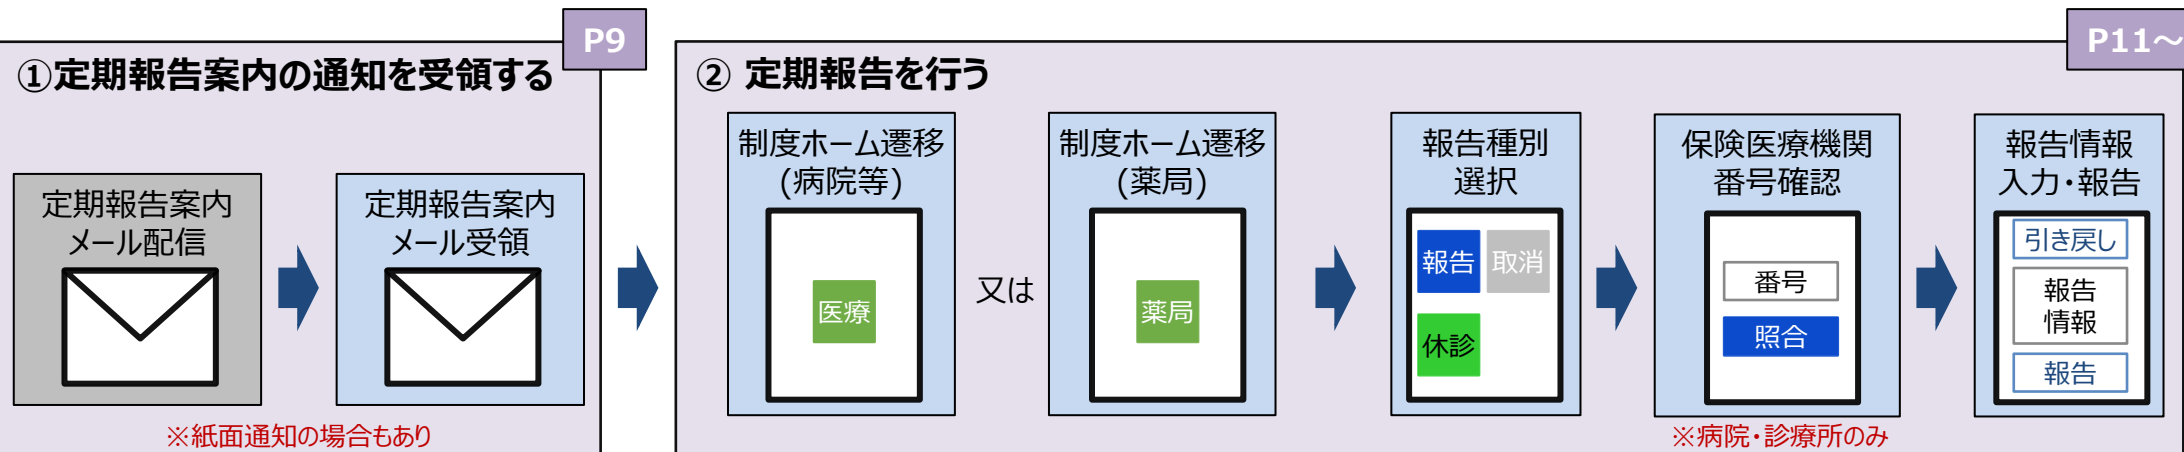 P9
①定期報告案内の通知を受領する
定期報告案内
メール配信
定期報告案内
メール受領
※紙面通知の場合もあり
P11～
② 定期報告を行う
制度ホーム遷移
(病院等)
医療
又は
制度ホーム遷移
(薬局)
薬局
報告種別
選択
報告
取消
休診
保険医療機関
番号確認
番号
照合
※病院・診療所のみ
報告情報
入力・報告
引き戻し
報告
情報
報告